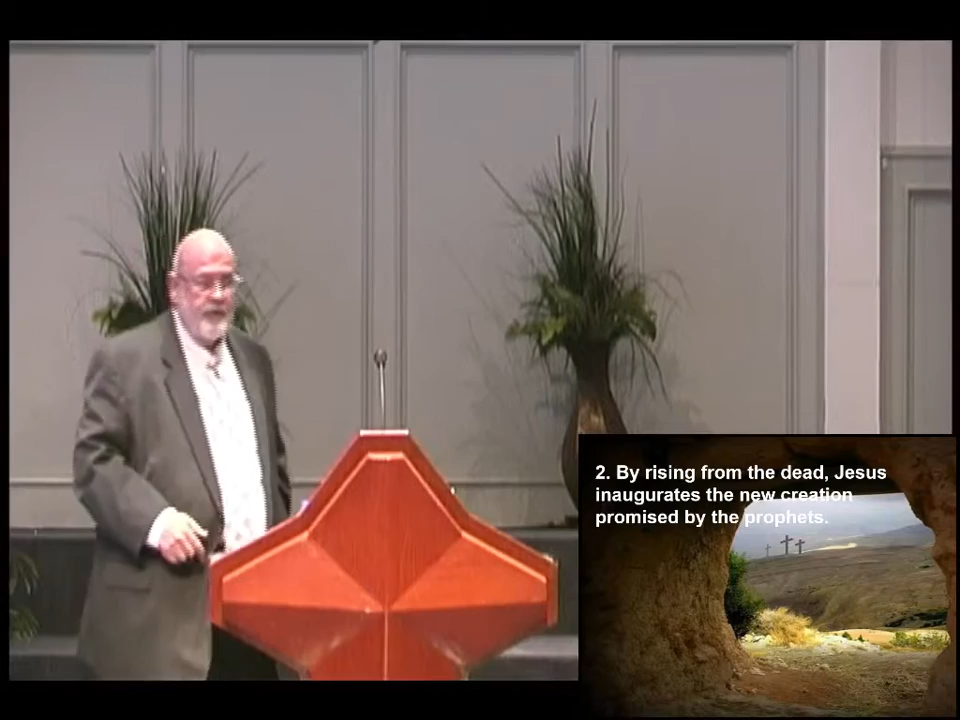 2. By rising from the dead, Jesus
inaugurates the new creation
promised by the prophets.